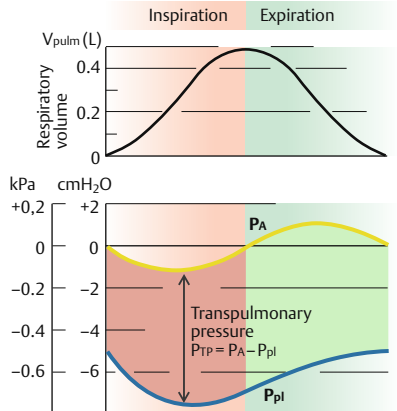 Inspiration Expiration
Vpulm (L)
Respiratory
volume
0.4
0.2
0
kPa cmH2O
+0,2 +2
PA
0 0
−0.2 −2
Transpulmonary
pressure
−0.4 −4
PTP = PA – Ppl
−0.6 −6
Ppl